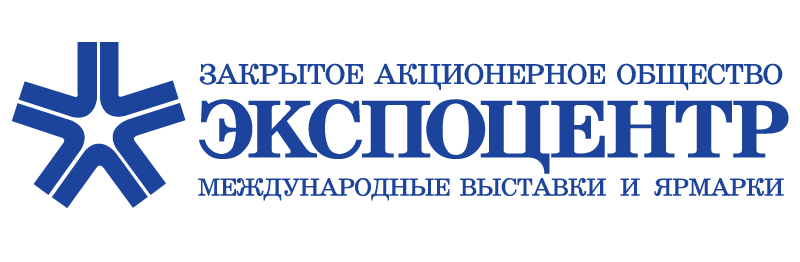 ЗАКРЫТОЕ АКЦИОНЕРНОЕ ОБЩЕСТВО
ЭКСПОЦЕНТР
МЕЖДУНАРОДНЫЕ ВЫСТАВКИ И ЯРМАРКИ